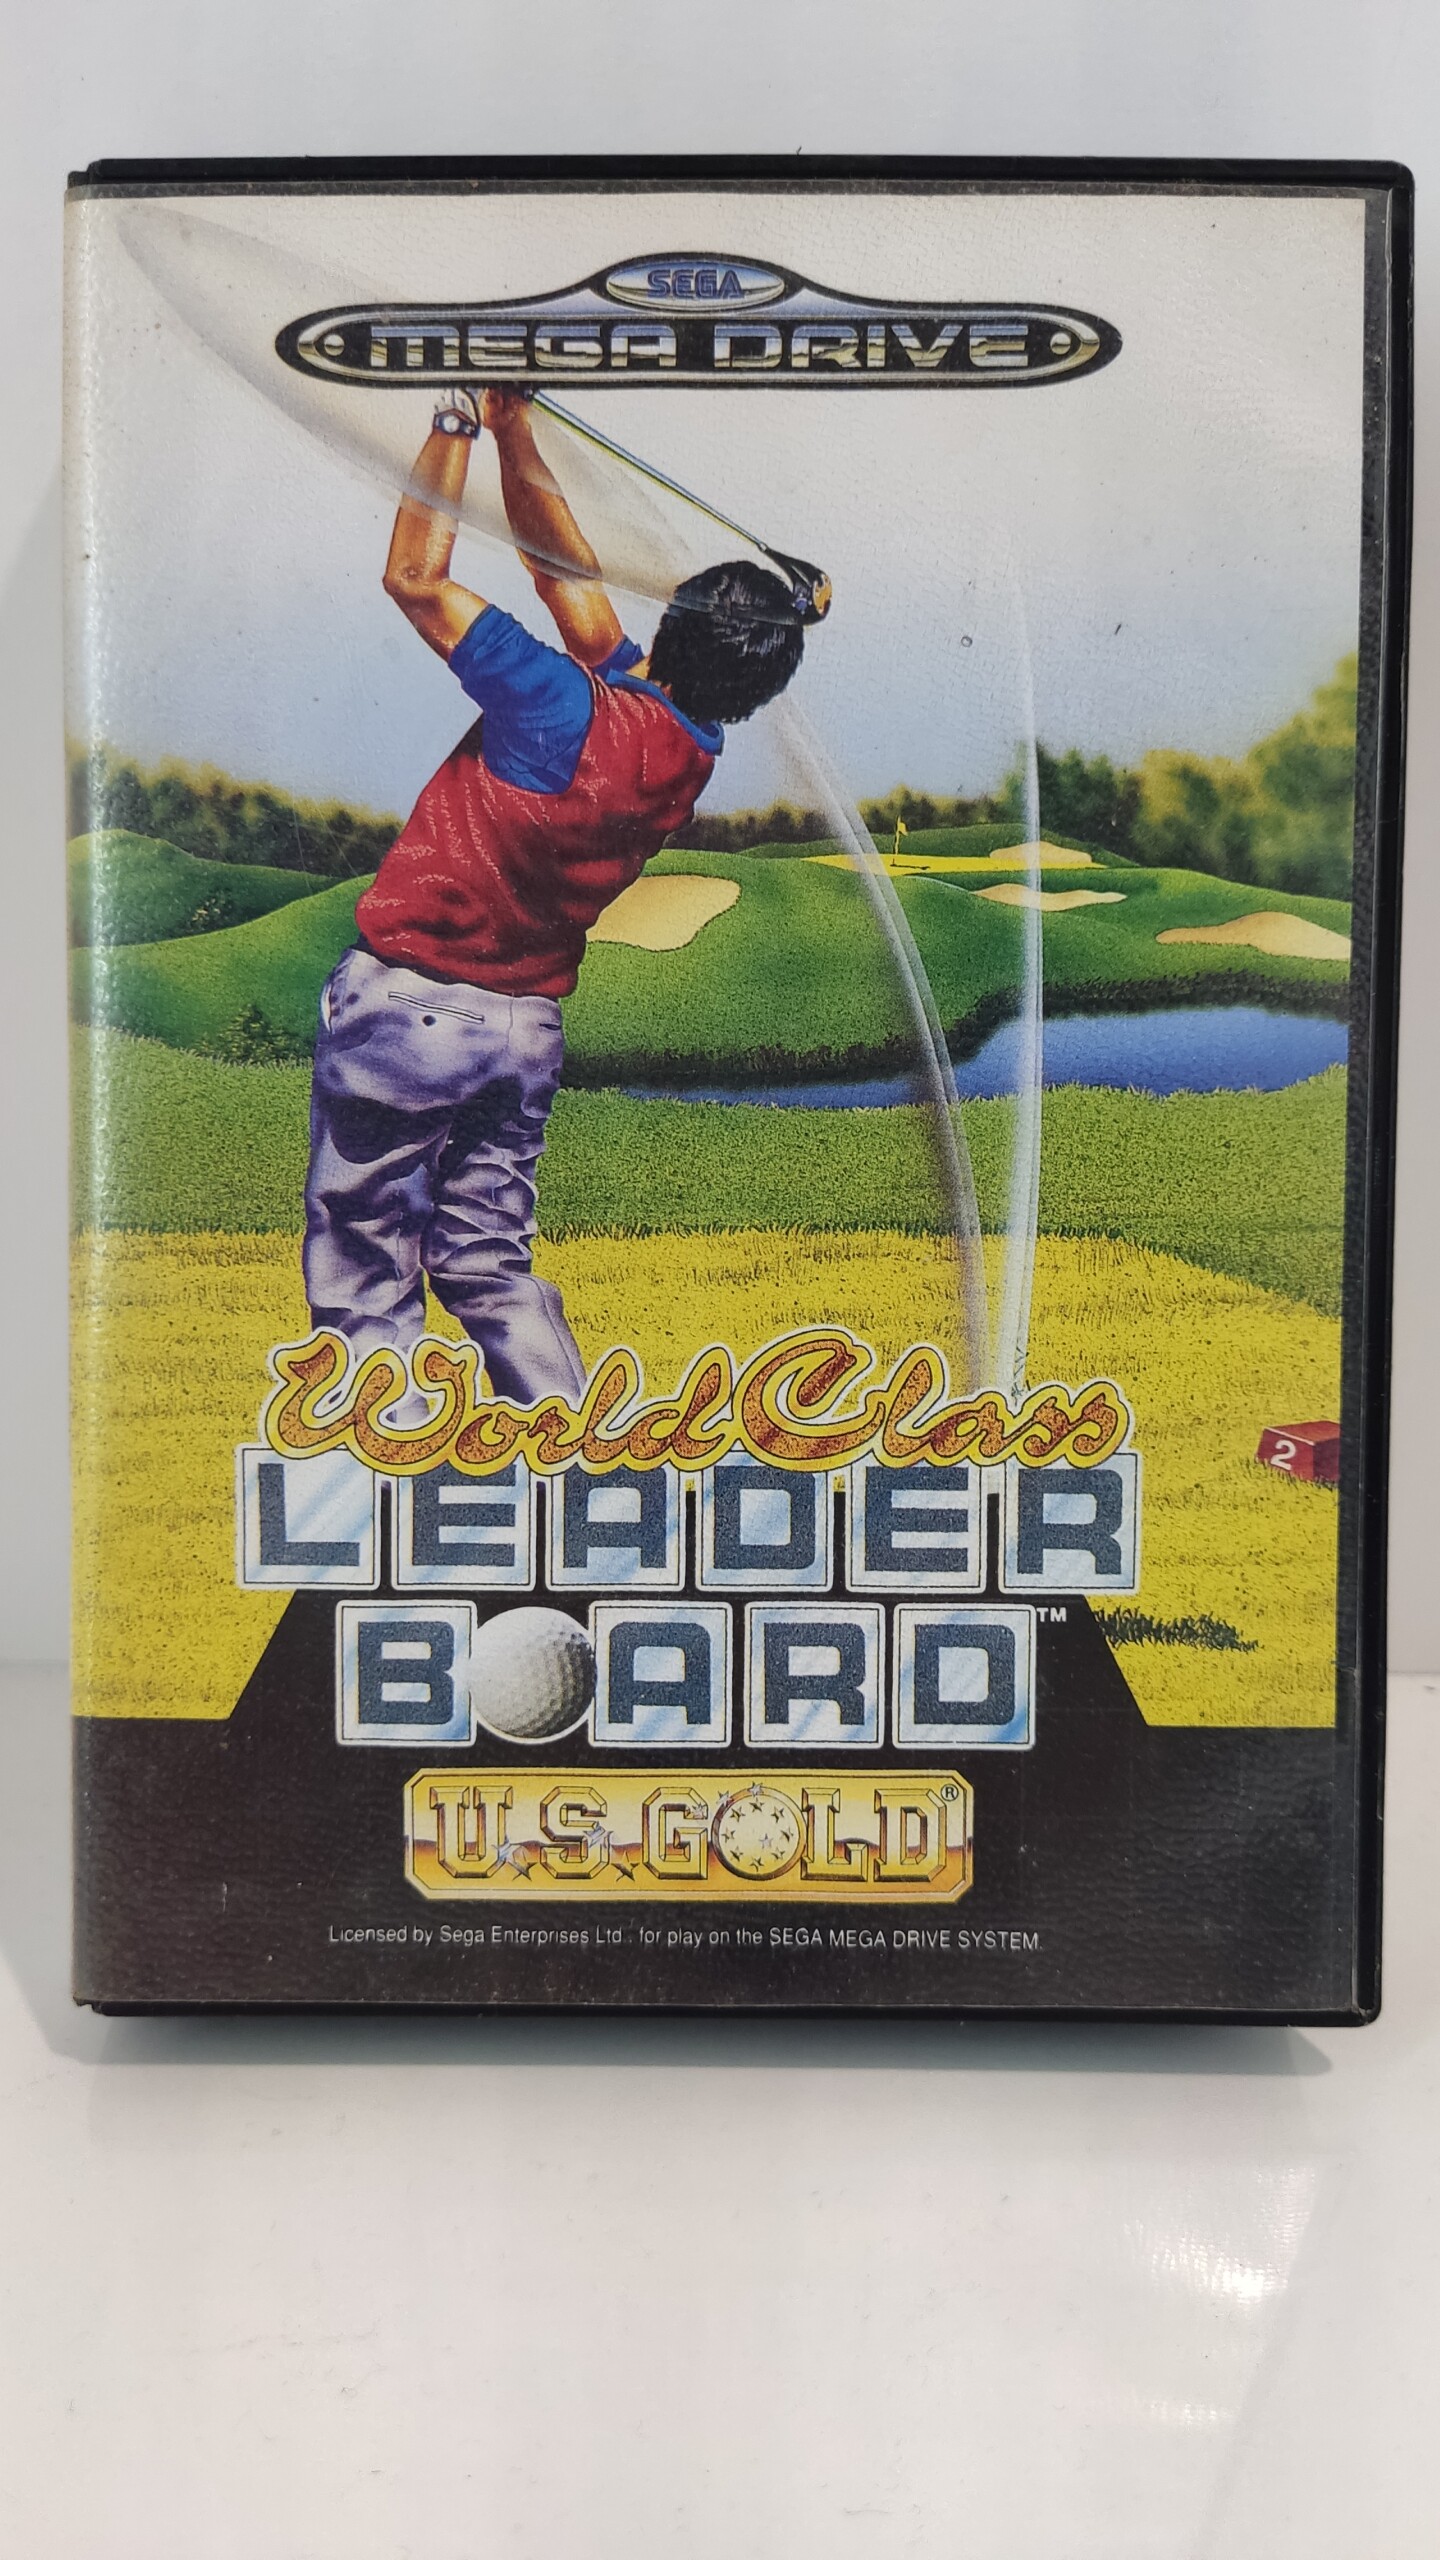 SEGA
MEGA DRIVE
World Class
LEADER
BOARD™
2
U.S. GOLD®
Licensed by Sega Enterprises Ltd. for play on the SEGA MEGA DRIVE SYSTEM.